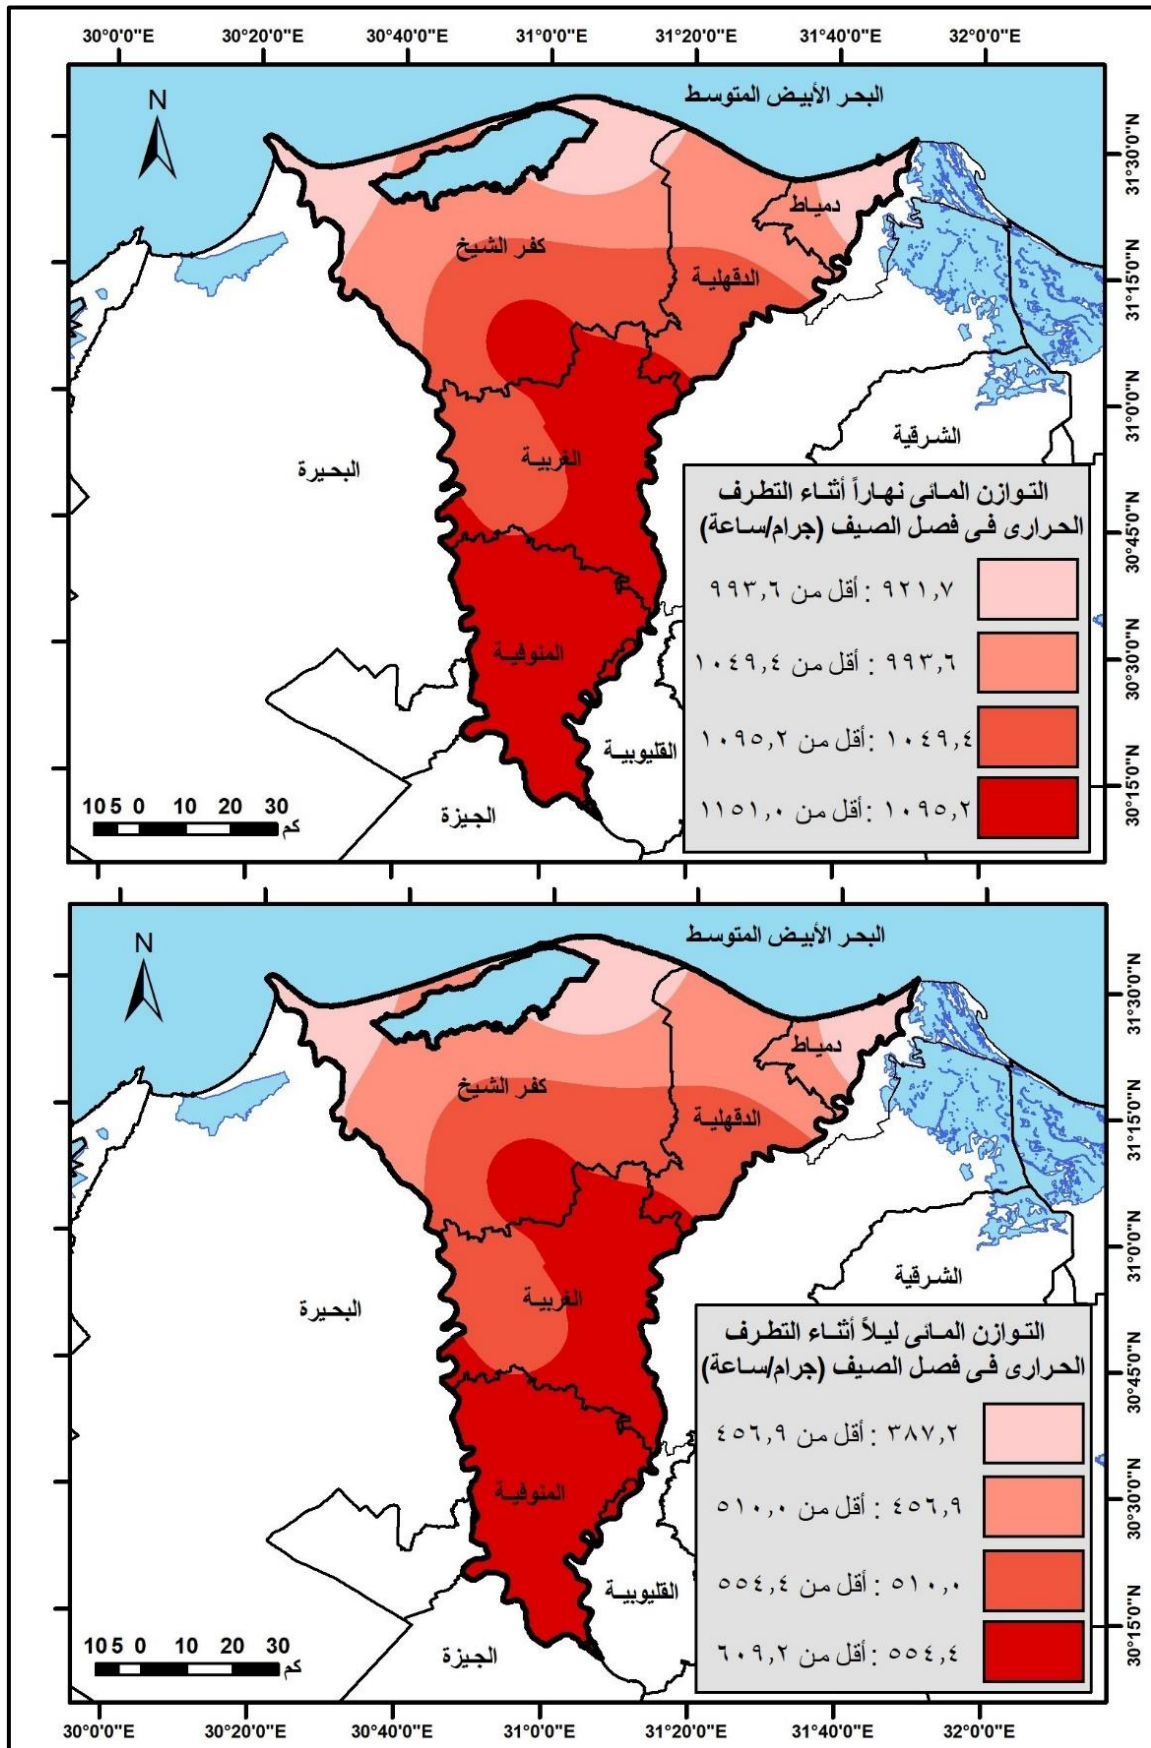 30°0'0"E 30°20'0"E 30°40'0"E 31°0'0"E 31°20'0"E 31°40'0"E 32°0'0"E
البحر الأبيض المتوسط
N
31°30'0"N
دمياط
كفر الشيخ
الدقهلية
31°15'0"N
31°0'0"N
الشرقية
الغربية
البحيرة
التوازن المائى نهاراً أثناء التطرف
الحرارى فى فصل الصيف (جرام/ساعة)
30°45'0"N
٩٢١,٧ : أقل من ٩٩٣,٦
المنوفية
٩٩٣,٦ : أقل من ١٠٤٩,٤
30°30'0"N
القليوبية
١٠٤٩,٤ : أقل من ١٠٩٥,٢
30°15'0"N
١٠٩٥,٢ : أقل من ١١٥١,٠
10 5 0 10 20 30
كم
الجيزة
البحر الأبيض المتوسط
N
31°30'0"N
دمياط
كفر الشيخ
الدقهلية
31°15'0"N
31°0'0"N
الشرقية
الغربية
البحيرة
التوازن المائى ليلاً أثناء التطرف
الحرارى فى فصل الصيف (جرام/ساعة)
30°45'0"N
٣٨٧,٢ : أقل من ٤٥٦,٩
المنوفية
٤٥٦,٩ : أقل من ٥١٠,٠
30°30'0"N
القليوبية
٥١٠,٠ : أقل من ٥٥٤,٤
30°15'0"N
٥٥٤,٤ : أقل من ٦٠٩,٢
10 5 0 10 20 30
كم
الجيزة
30°0'0"E 30°20'0"E 30°40'0"E 31°0'0"E 31°20'0"E 31°40'0"E 32°0'0"E